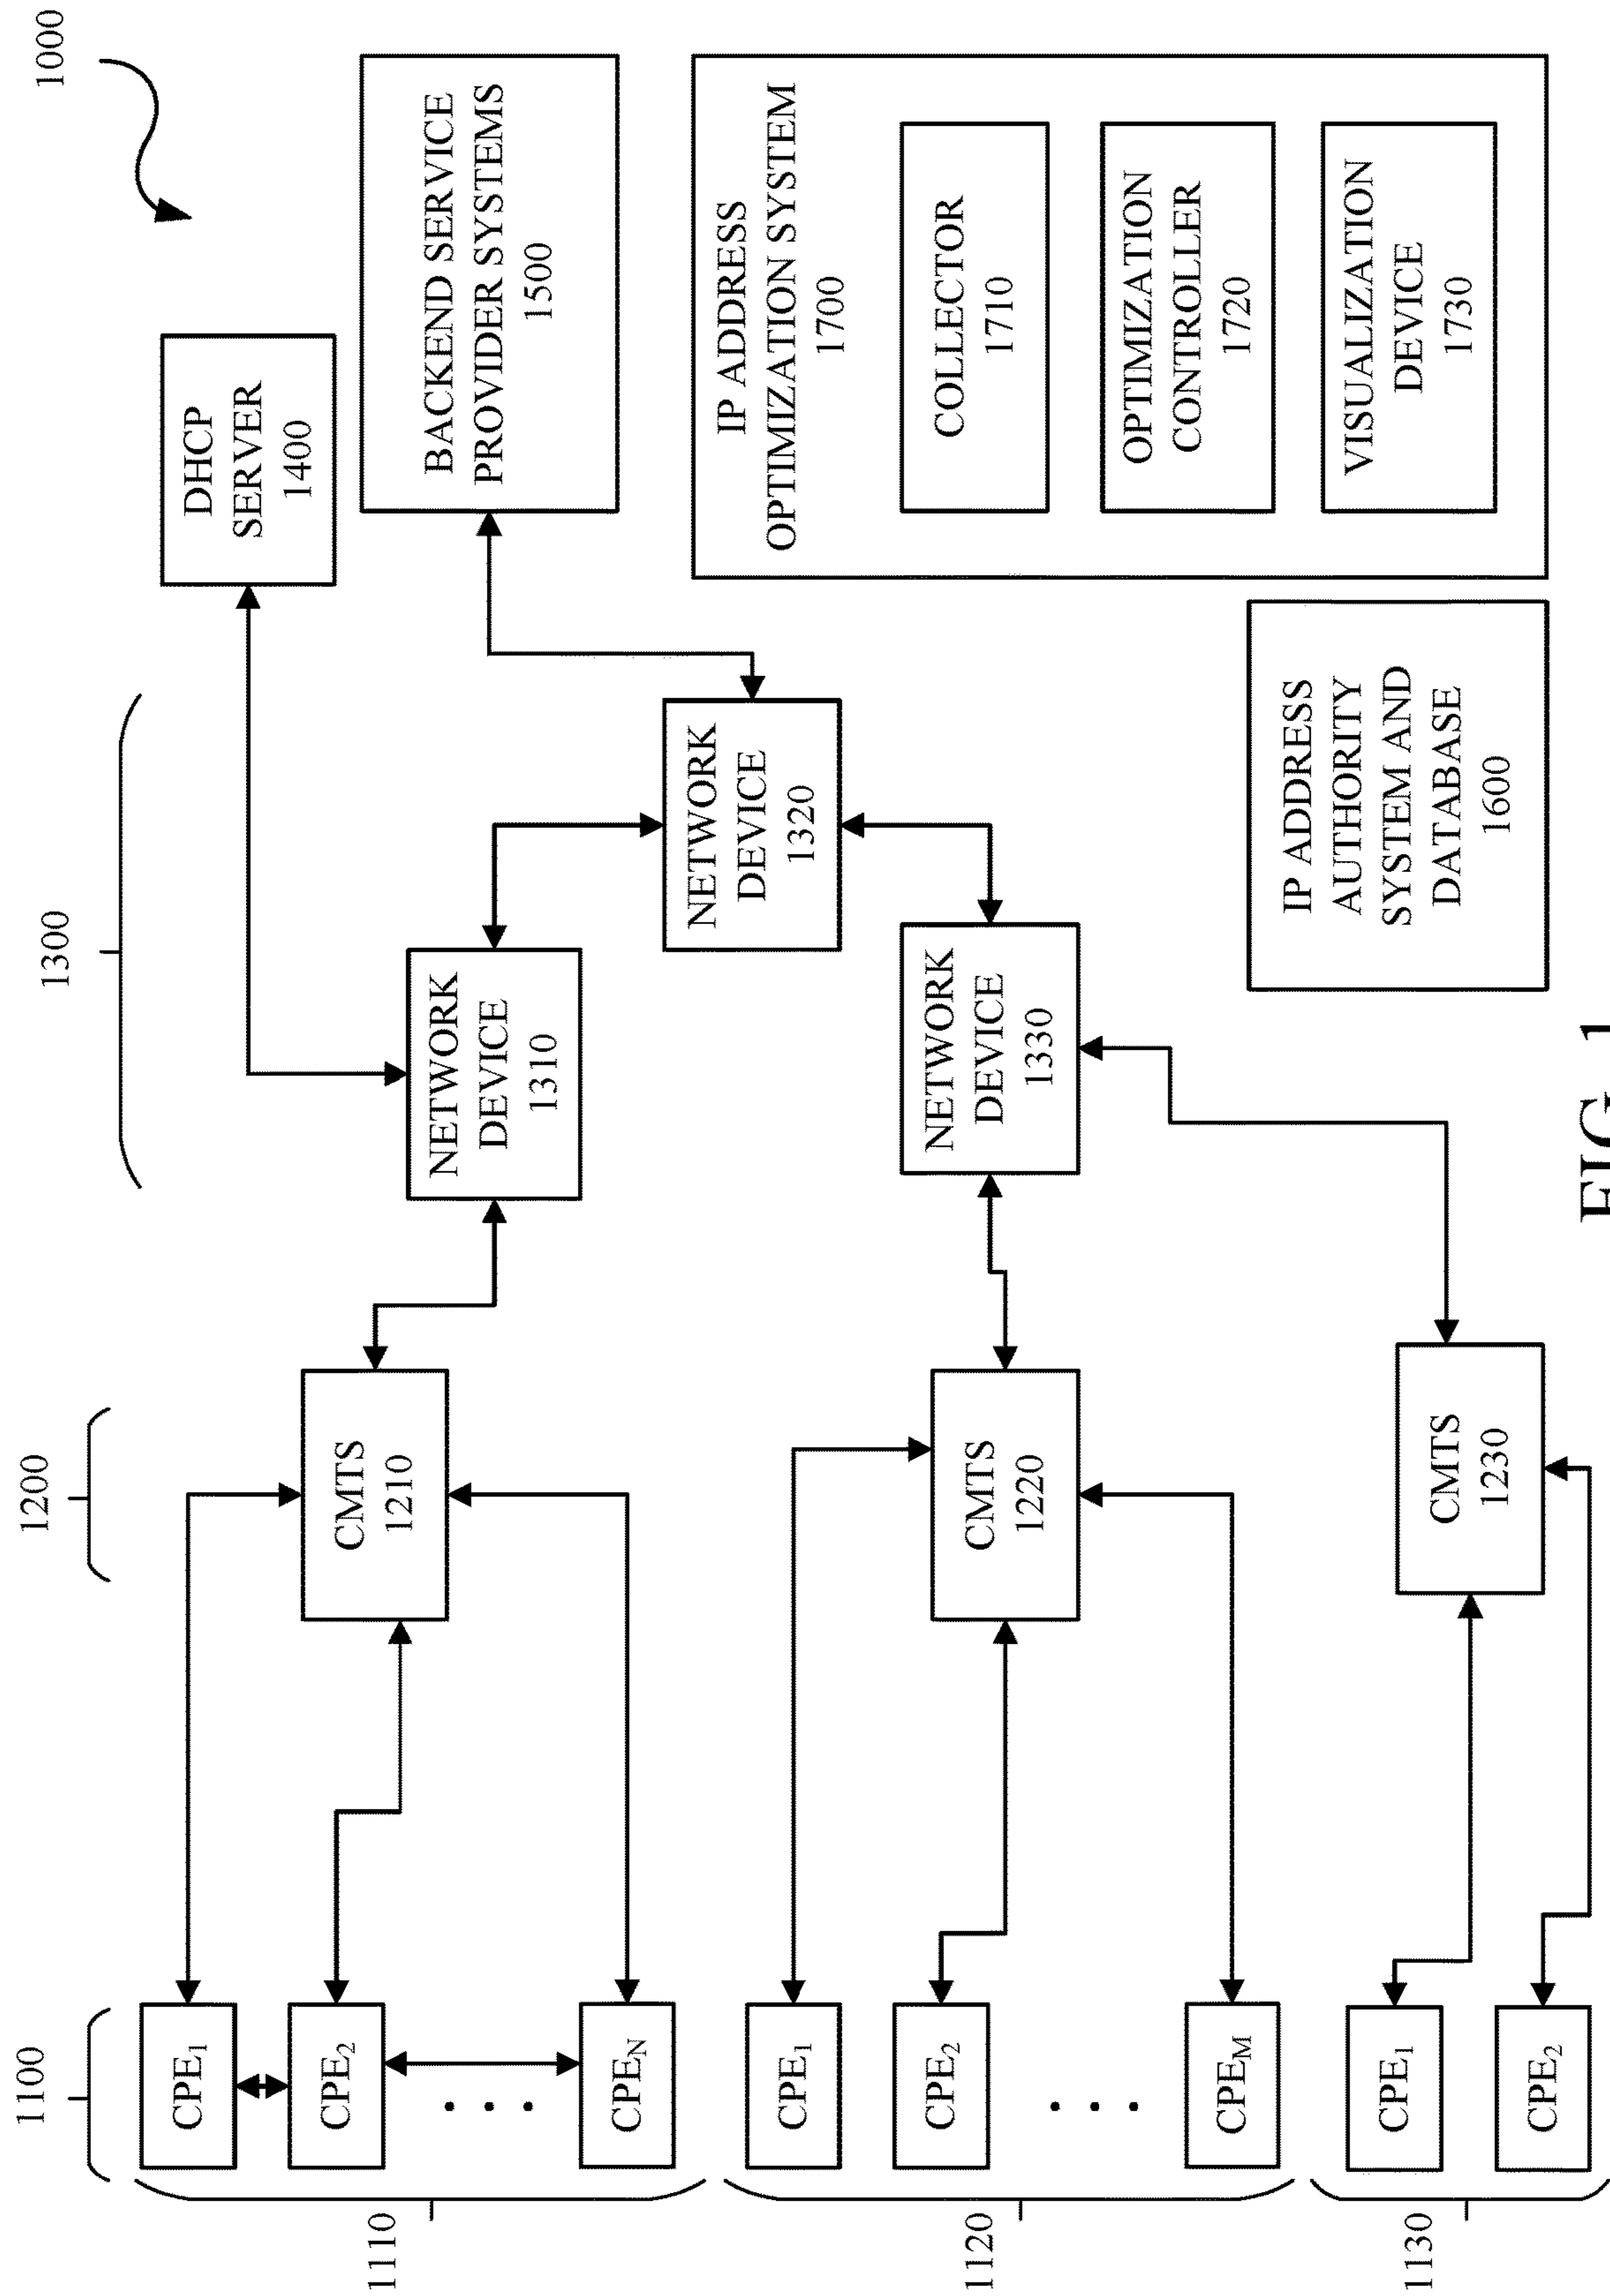 1000
1300
1200
1100
DHCP
SERVER
1400
BACKEND SERVICE
PROVIDER SYSTEMS
1500
IP ADDRESS
OPTIMIZATION SYSTEM
1700
COLLECTOR
1710
OPTIMIZATION
CONTROLLER
1720
VISUALIZATION
DEVICE
1730
NETWORK
DEVICE
1310
NETWORK
DEVICE
1320
NETWORK
DEVICE
1330
IP ADDRESS
AUTHORITY
SYSTEM AND
DATABASE
1600
CMTS
1210
CMTS
1220
CMTS
1230
1110
CPE1
CPE2
CPEN
1120
CPE1
CPE2
CPEM
1130
CPE1
CPE2
FIG. 1